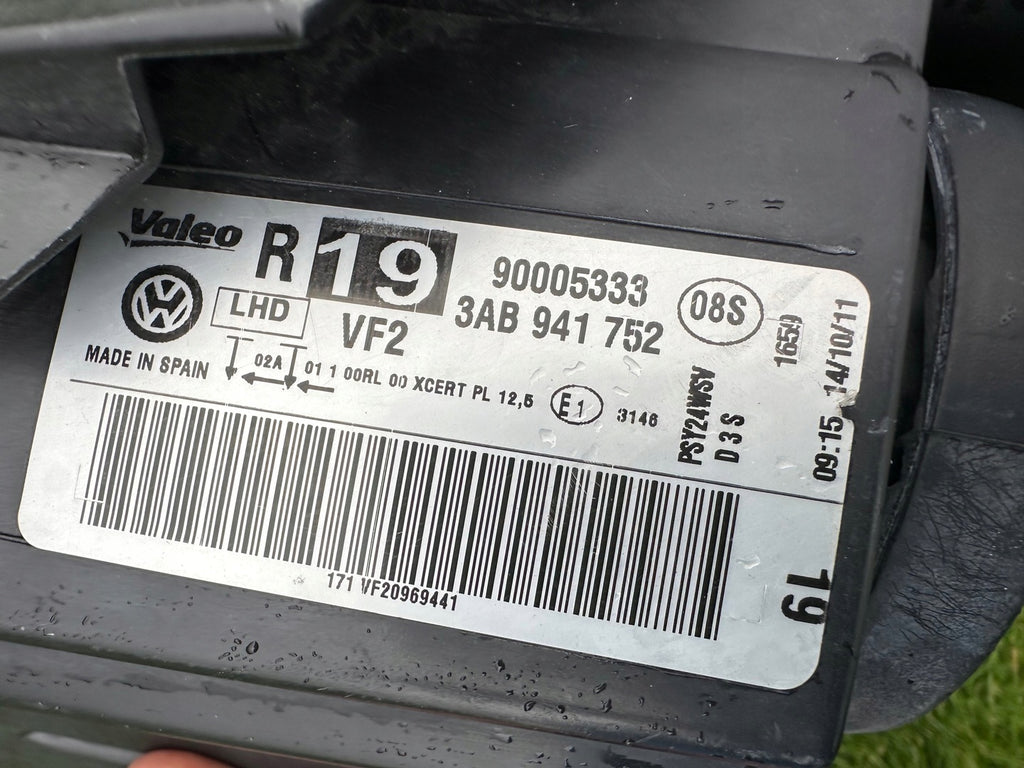 Valeo R 19 90005333 08S
LHD VF2 3AB 941 752
MADE IN SPAIN 02A 01 1 00RL 00 XCERT PL 12,5 E1 3146
PSY24WSV
D3S
1659
09:15 14/10/11
171 VF20969441
19